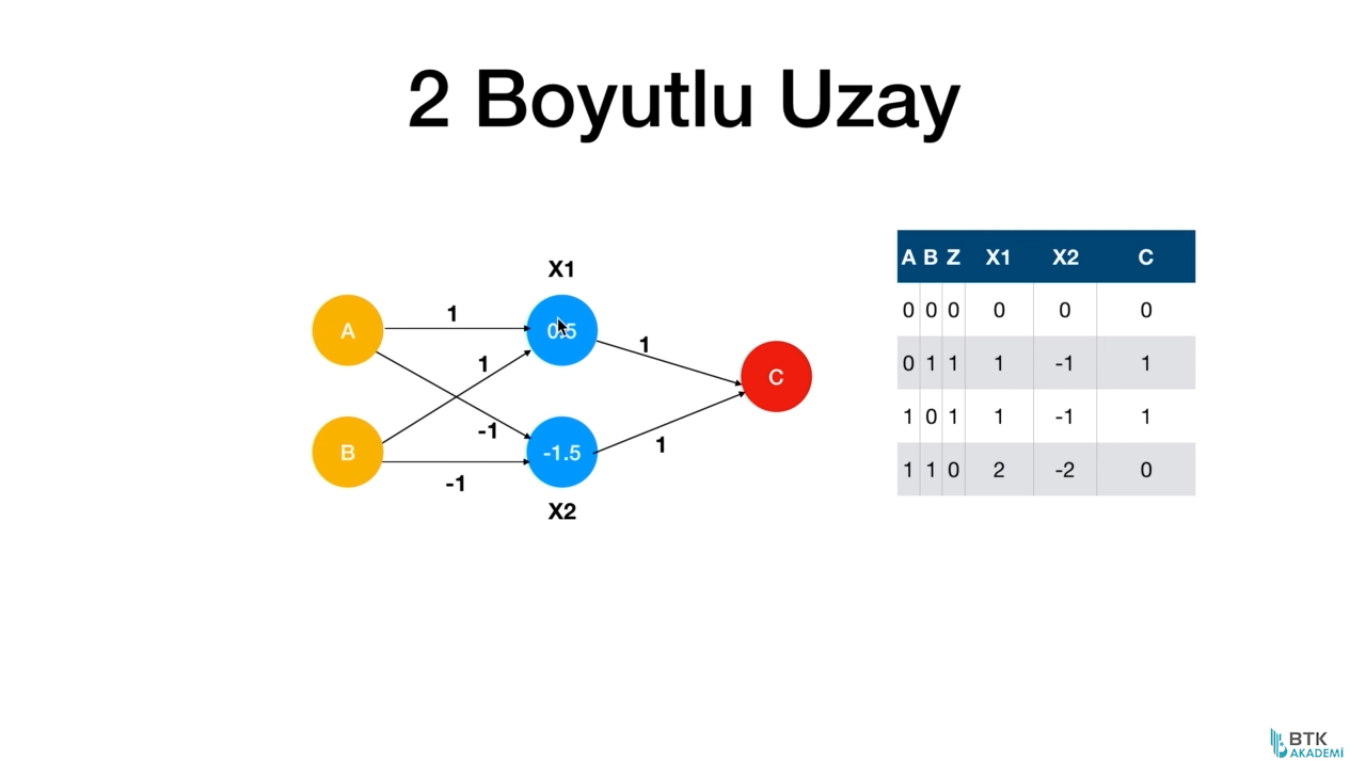 2 Boyutlu Uzay
X1
A
1
0.5
1
1
C
B
-1
-1
-1.5
1
X2
A B Z X1 X2 C
0 0 0 0 0 0
0 1 1 1 -1 1
1 0 1 1 -1 1
1 1 0 2 -2 0
BTK
AKADEMİ